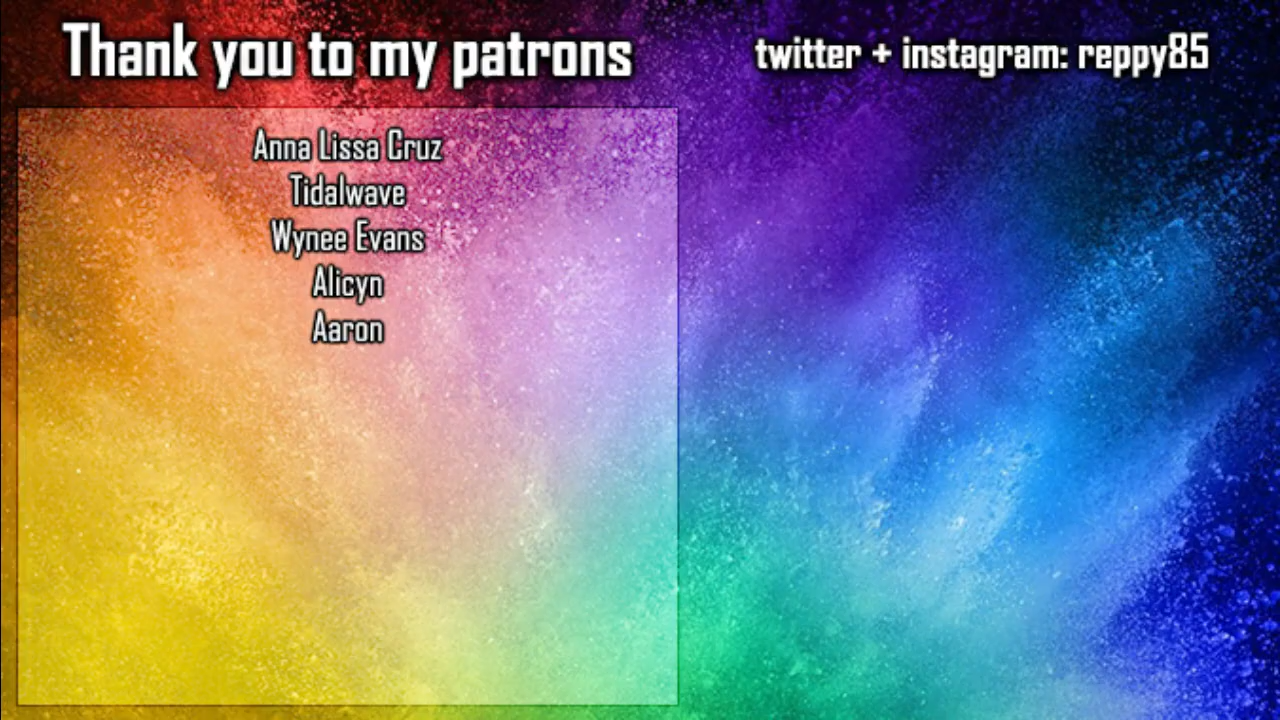 Thank you to my patrons
twitter + instagram: reppy85
Anna Lissa Cruz
Tidalwave
Wynee Evans
Alicyn
Aaron